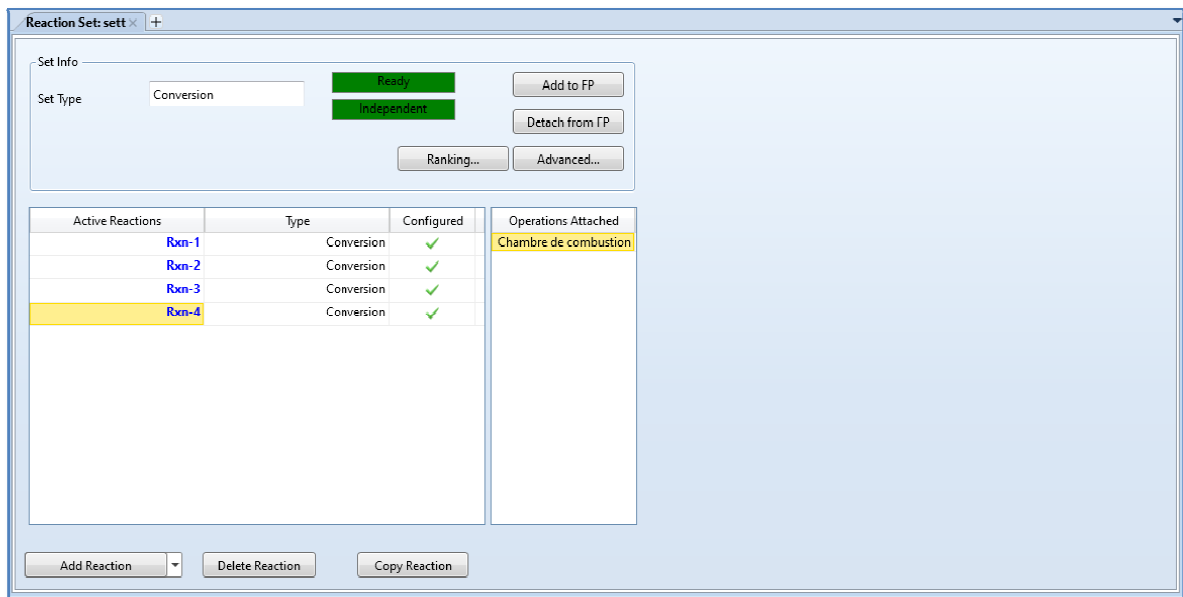 Reaction Set: sett × +
Set Info
Set Type
Conversion
Ready
Independent
Add to FP
Detach from FP
Ranking...
Advanced...
Active Reactions Type Configured
Rxn-1 Conversion
Rxn-2 Conversion
Rxn-3 Conversion
Rxn-4 Conversion
Operations Attached
Chambre de combustion
Add Reaction
Delete Reaction
Copy Reaction